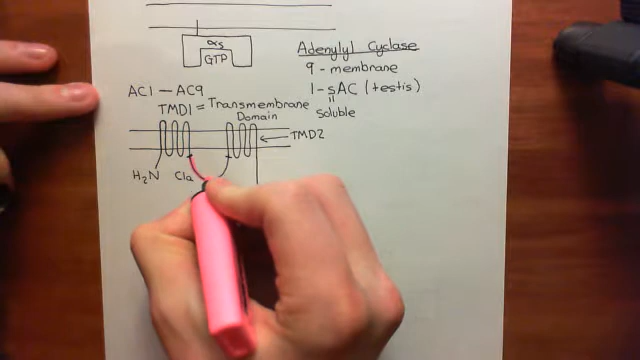 αs
GTP
Adenylyl Cyclase
9 - membrane
1 - sAC (testis)
Soluble
AC1 - AC9
TMD1 = Transmembrane
Domain
TMD2
H2N C1a